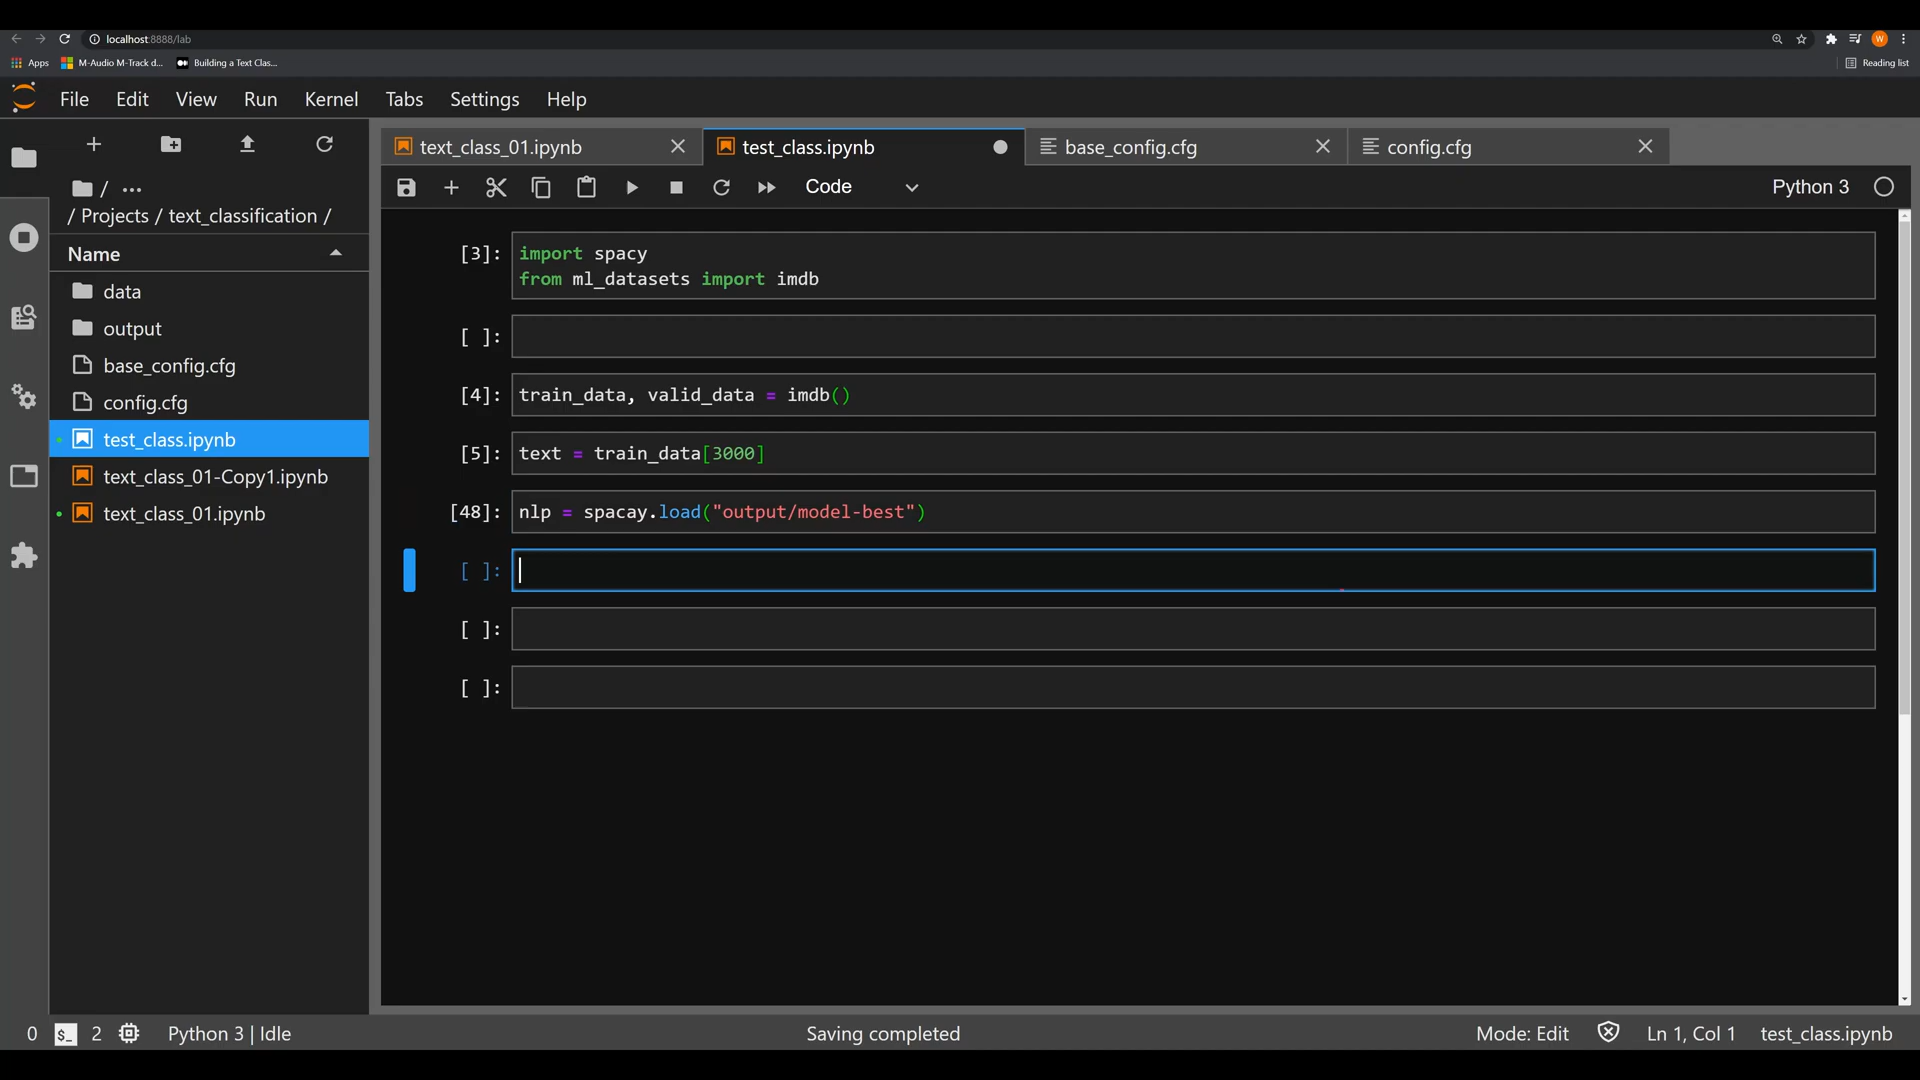 localhost:8888/lab
Apps M-Audio M-Track d... Building a Text Clas... Reading list
File Edit View Run Kernel Tabs Settings Help
text_class_01.ipynb test_class.ipynb base_config.cfg config.cfg
Code Python 3
/ ...
/ Projects / text_classification /
Name
data
output
base_config.cfg
config.cfg
test_class.ipynb
text_class_01-Copy1.ipynb
text_class_01.ipynb
[3]: import spacy
from ml_datasets import imdb
[ ]:
[4]: train_data, valid_data = imdb()
[5]: text = train_data[3000]
[48]: nlp = spacay.load("output/model-best")
[ ]:
[ ]:
[ ]:
0 $_ 2 Python 3 | Idle Saving completed Mode: Edit Ln 1, Col 1 test_class.ipynb